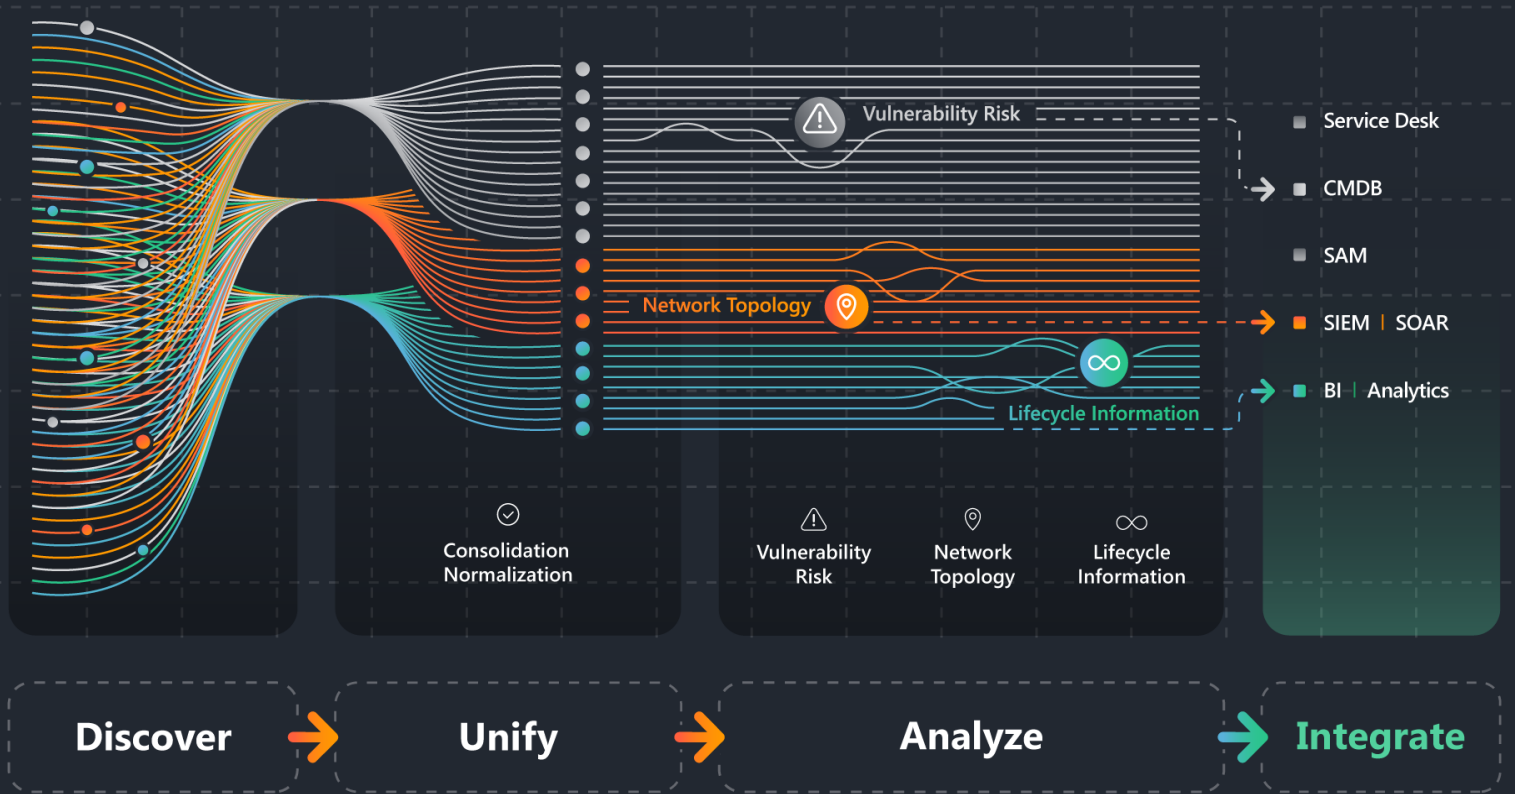 Vulnerability Risk
Network Topology
Lifecycle Information
Service Desk
CMDB
SAM
SIEM | SOAR
BI | Analytics
Consolidation
Normalization
Vulnerability
Risk
Network
Topology
Lifecycle
Information
Discover
Unify
Analyze
Integrate